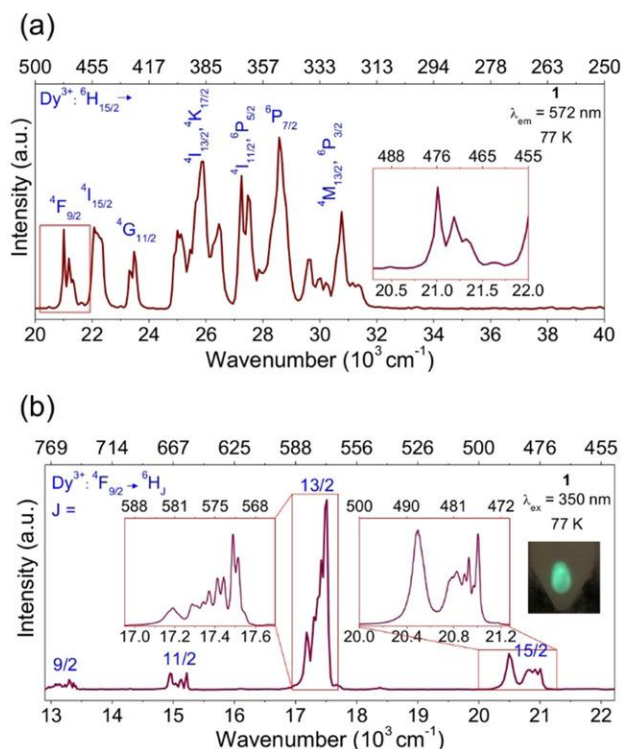 (a)
500 455 417 385 357 333 313 294 278 263 250
Dy³⁺: ⁶H₁₅/₂ →
1
λₑₘ = 572 nm
77 K
⁴F₉/₂
⁴I₁₅/₂
⁴G₁₁/₂
⁴I₁₃/₂, ⁴K₁₇/₂
⁴I₁₁/₂, ⁶P₅/₂
⁶P₇/₂
⁴M₁₃/₂, ⁶P₃/₂
488 476 465 455
20.5 21.0 21.5 22.0
Intensity (a.u.)
20 22 24 26 28 30 32 34 36 38 40
Wavenumber (10³ cm⁻¹)
(b)
769 714 667 625 588 556 526 500 476 455
Dy³⁺: ⁴F₉/₂ → ⁶H_J
J =
13/2
1
λₑₓ = 350 nm
77 K
588 581 575 568
17.0 17.2 17.4 17.6
500 490 481 472
20.0 20.4 20.8 21.2
9/2
11/2
15/2
Intensity (a.u.)
13 14 15 16 17 18 19 20 21 22
Wavenumber (10³ cm⁻¹)